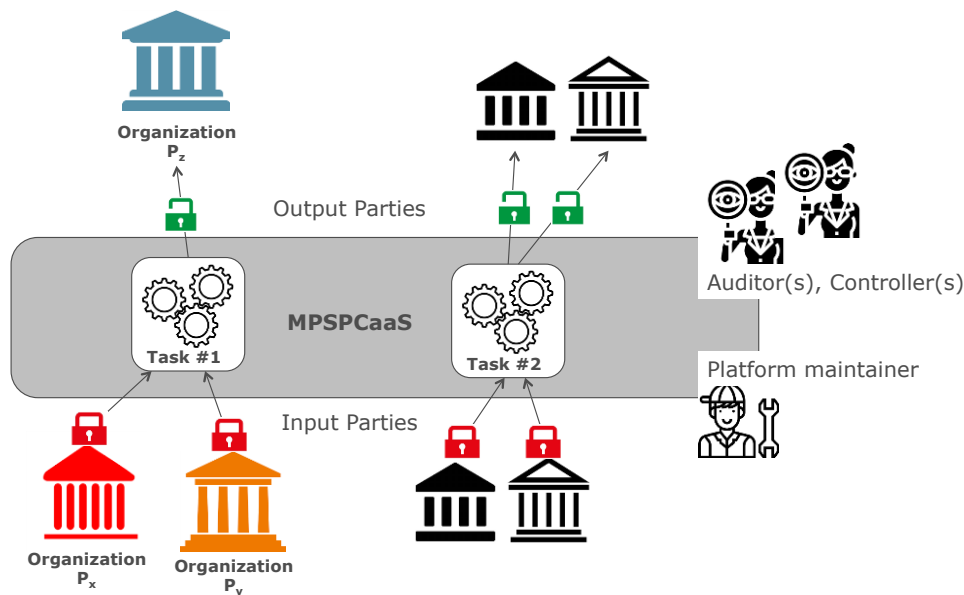 Organization
Pz
Output Parties
Auditor(s), Controller(s)
MPSPCaaS
Task #1
Task #2
Platform maintainer
Input Parties
Organization
Px
Organization
Py